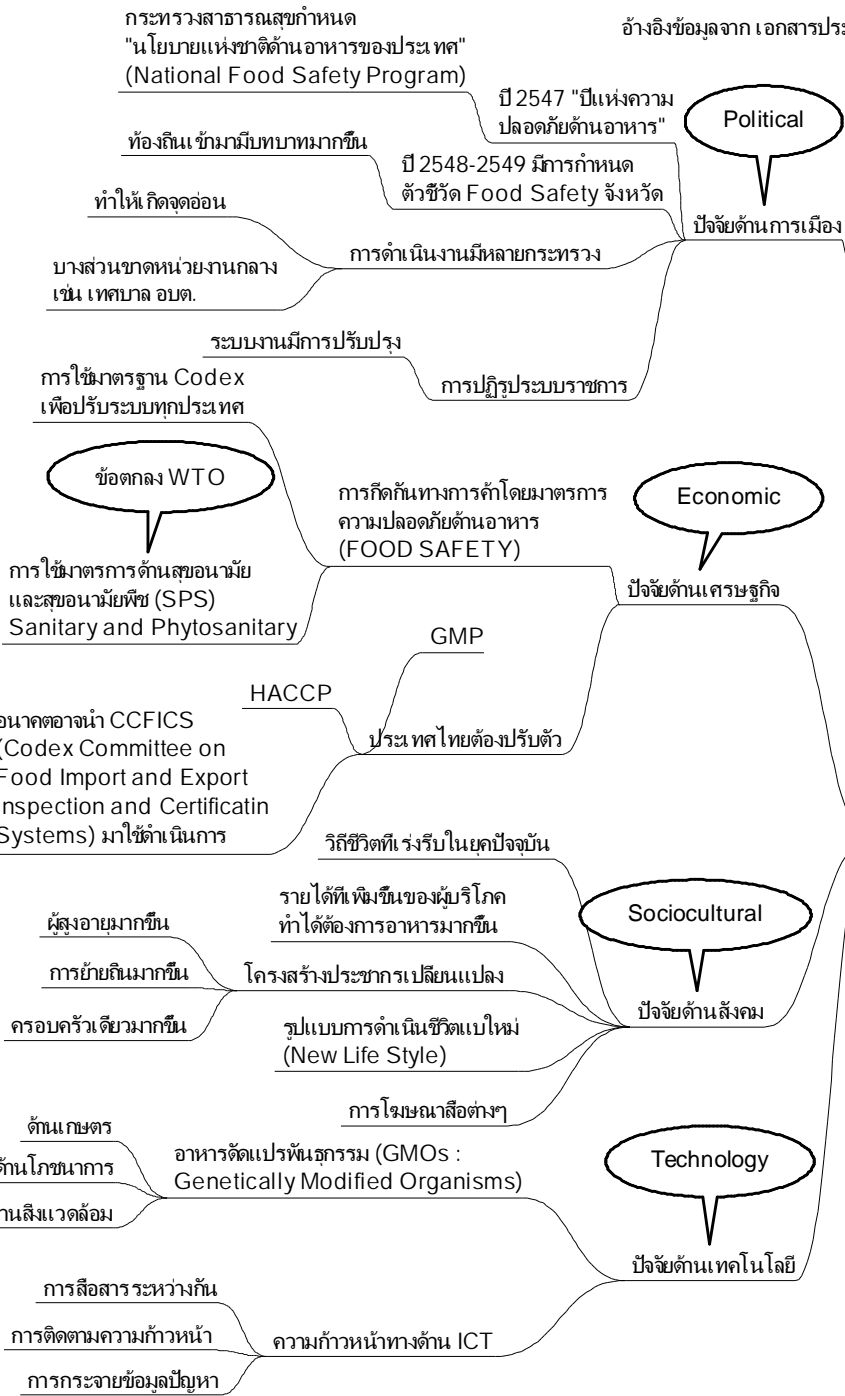 กระทรวงสาธารณสุขกำหนด
"นโยบายแห่งชาติด้านอาหารของประเทศ"
(National Food Safety Program)
อ้างอิงข้อมูลจาก เอกสารประ
ปี 2547 "ปีแห่งความ
ปลอดภัยด้านอาหาร"
Political
ท้องถิ่นเข้ามามีบทบาทมากขึ้น
ปี 2548-2549 มีการกำหนด
ตัวชี้วัด Food Safety จังหวัด
ทำให้เกิดจุดอ่อน
ปัจจัยด้านการเมือง
การดำเนินงานมีหลายกระทรวง
บางส่วนขาดหน่วยงานกลาง
เช่น เทศบาล อบต.
ระบบงานมีการปรับปรุง
การปฏิรูประบบราชการ
การใช้มาตรฐาน Codex
เพื่อปรับระบบทุกประเทศ
ข้อตกลง WTO
การกีดกันทางการค้าโดยมาตรการ
ความปลอดภัยด้านอาหาร
(FOOD SAFETY)
Economic
การใช้มาตรการด้านสุขอนามัย
และสุขอนามัยพืช (SPS)
Sanitary and Phytosanitary
ปัจจัยด้านเศรษฐกิจ
GMP
HACCP
ประเทศไทยต้องปรับตัว
อนาคตอาจนำ CCFICS
(Codex Committee on
Food Import and Export
Inspection and Certificatin
Systems) มาใช้ดำเนินการ
วิถีชีวิตที่เร่งรีบในยุคปัจจุบัน
รายได้ที่เพิ่มขึ้นของผู้บริโภค
ทำได้ต้องการอาหารมากขึ้น
Sociocultural
ผู้สูงอายุมากขึ้น
การย้ายถิ่นมากขึ้น
ครอบครัวเดี่ยวมากขึ้น
โครงสร้างประชากรเปลี่ยนแปลง
ปัจจัยด้านสังคม
รูปแบบการดำเนินชีวิตแบใหม่
(New Life Style)
การโฆษณาสื่อต่างๆ
ด้านเกษตร
ด้านโภชนาการ
านสิ่งแวดล้อม
อาหารดัดแปรพันธุกรรม (GMOs :
Genetically Modified Organisms)
Technology
ปัจจัยด้านเทคโนโลยี
การสื่อสารระหว่างกัน
การติดตามความก้าวหน้า
การกระจายข้อมูลปัญหา
ความก้าวหน้าทางด้าน ICT